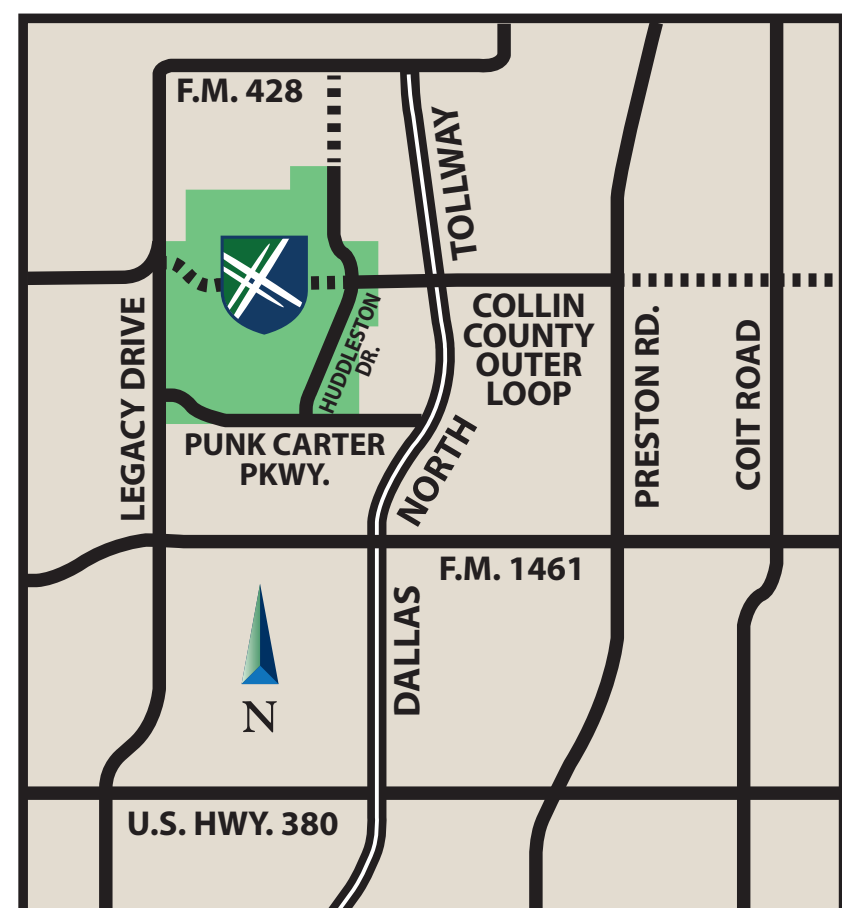 F.M. 428
TOLLWAY
COLLIN
COUNTY
OUTER
LOOP
HUDDLESTON
DR.
LEGACY DRIVE
PRESTON RD.
COIT ROAD
PUNK CARTER
PKWY.
NORTH
F.M. 1461
DALLAS
N
U.S. HWY. 380